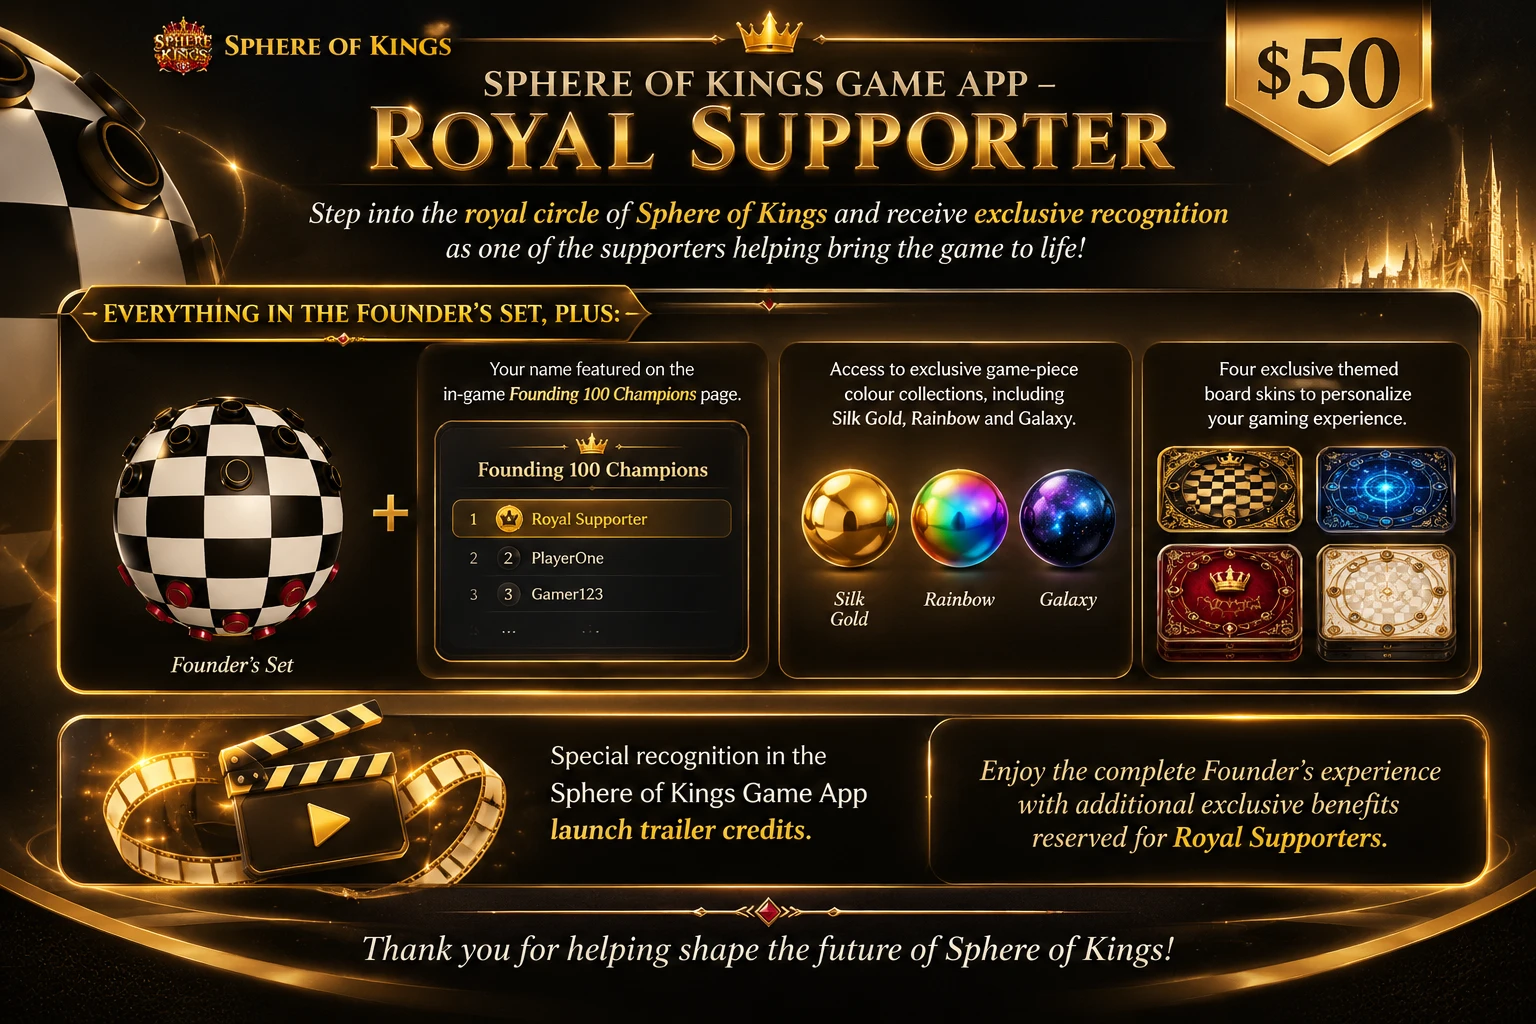 SPHERE OF KINGS
SPHERE OF KINGS
$50
SPHERE OF KINGS GAME APP –
ROYAL SUPPORTER
Step into the royal circle of Sphere of Kings and receive exclusive recognition
as one of the supporters helping bring the game to life!
EVERYTHING IN THE FOUNDER'S SET, PLUS:
Founder's Set
+
Your name featured on the
in-game Founding 100 Champions page.
Founding 100 Champions
1 Royal Supporter
2 2 PlayerOne
3 3 Gamer123
... ...
Access to exclusive game-piece
colour collections, including
Silk Gold, Rainbow and Galaxy.
Silk
Gold
Rainbow
Galaxy
Four exclusive themed
board skins to personalize
your gaming experience.
Special recognition in the
Sphere of Kings Game App
launch trailer credits.
Enjoy the complete Founder's experience
with additional exclusive benefits
reserved for Royal Supporters.
Thank you for helping shape the future of Sphere of Kings!